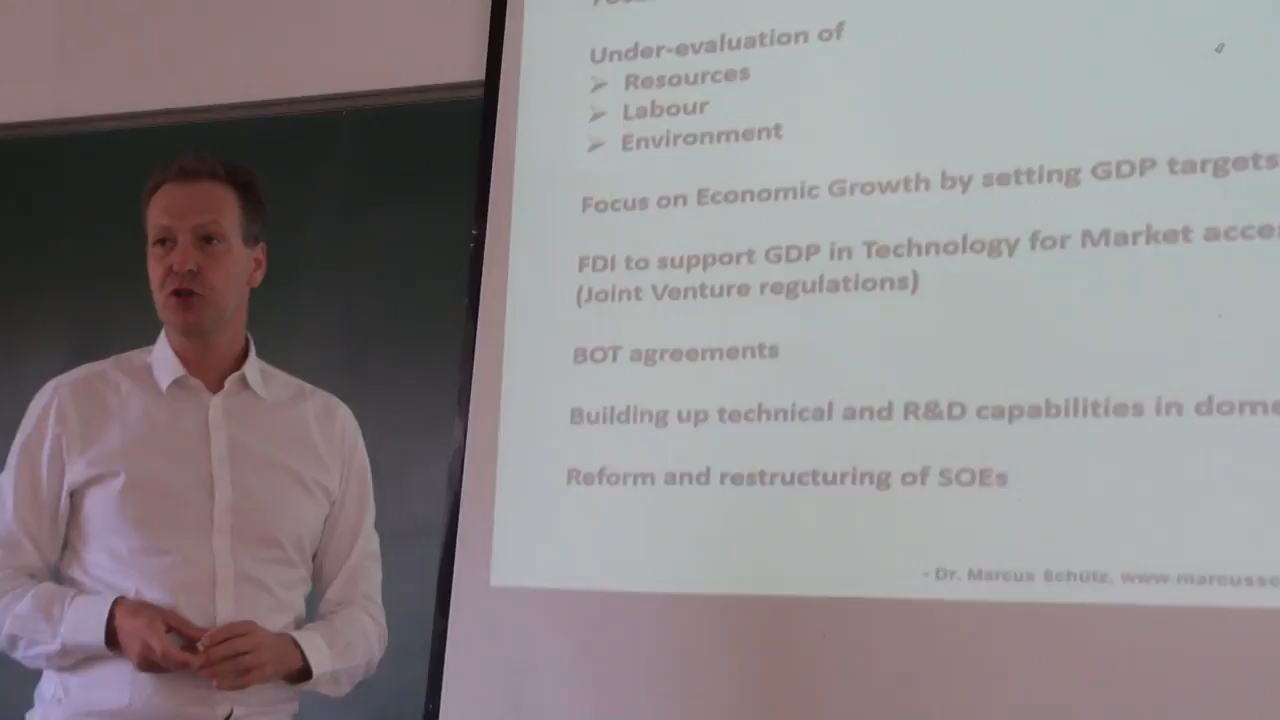 Under-evaluation of
➢ Resources
➢ Labour
➢ Environment
Focus on Economic Growth by setting GDP targets
FDI to support GDP in Technology for Market acce
(Joint Venture regulations)
BOT agreements
Building up technical and R&D capabilities in dome
Reform and restructuring of SOEs
- Dr. Marcus Schütz, www.marcussc